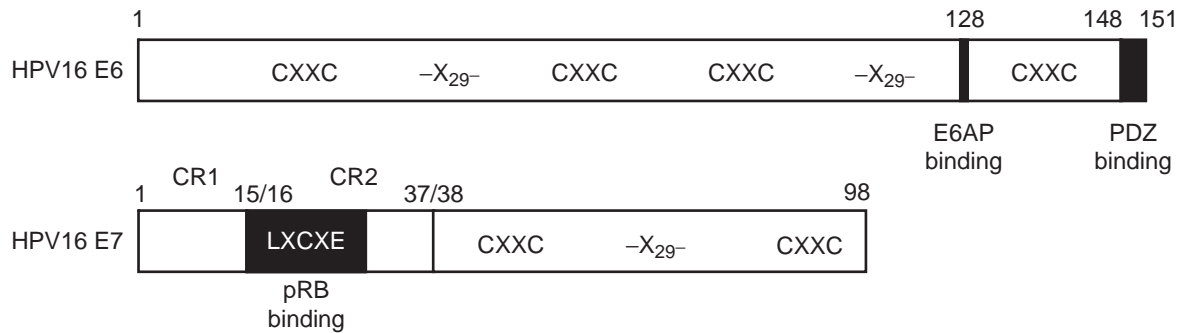 1 128 148 151
HPV16 E6 CXXC –X29– CXXC CXXC –X29– CXXC
E6AP binding
PDZ binding
CR1 CR2
1 15/16 37/38 98
HPV16 E7 LXCXE CXXC –X29– CXXC
pRB
binding